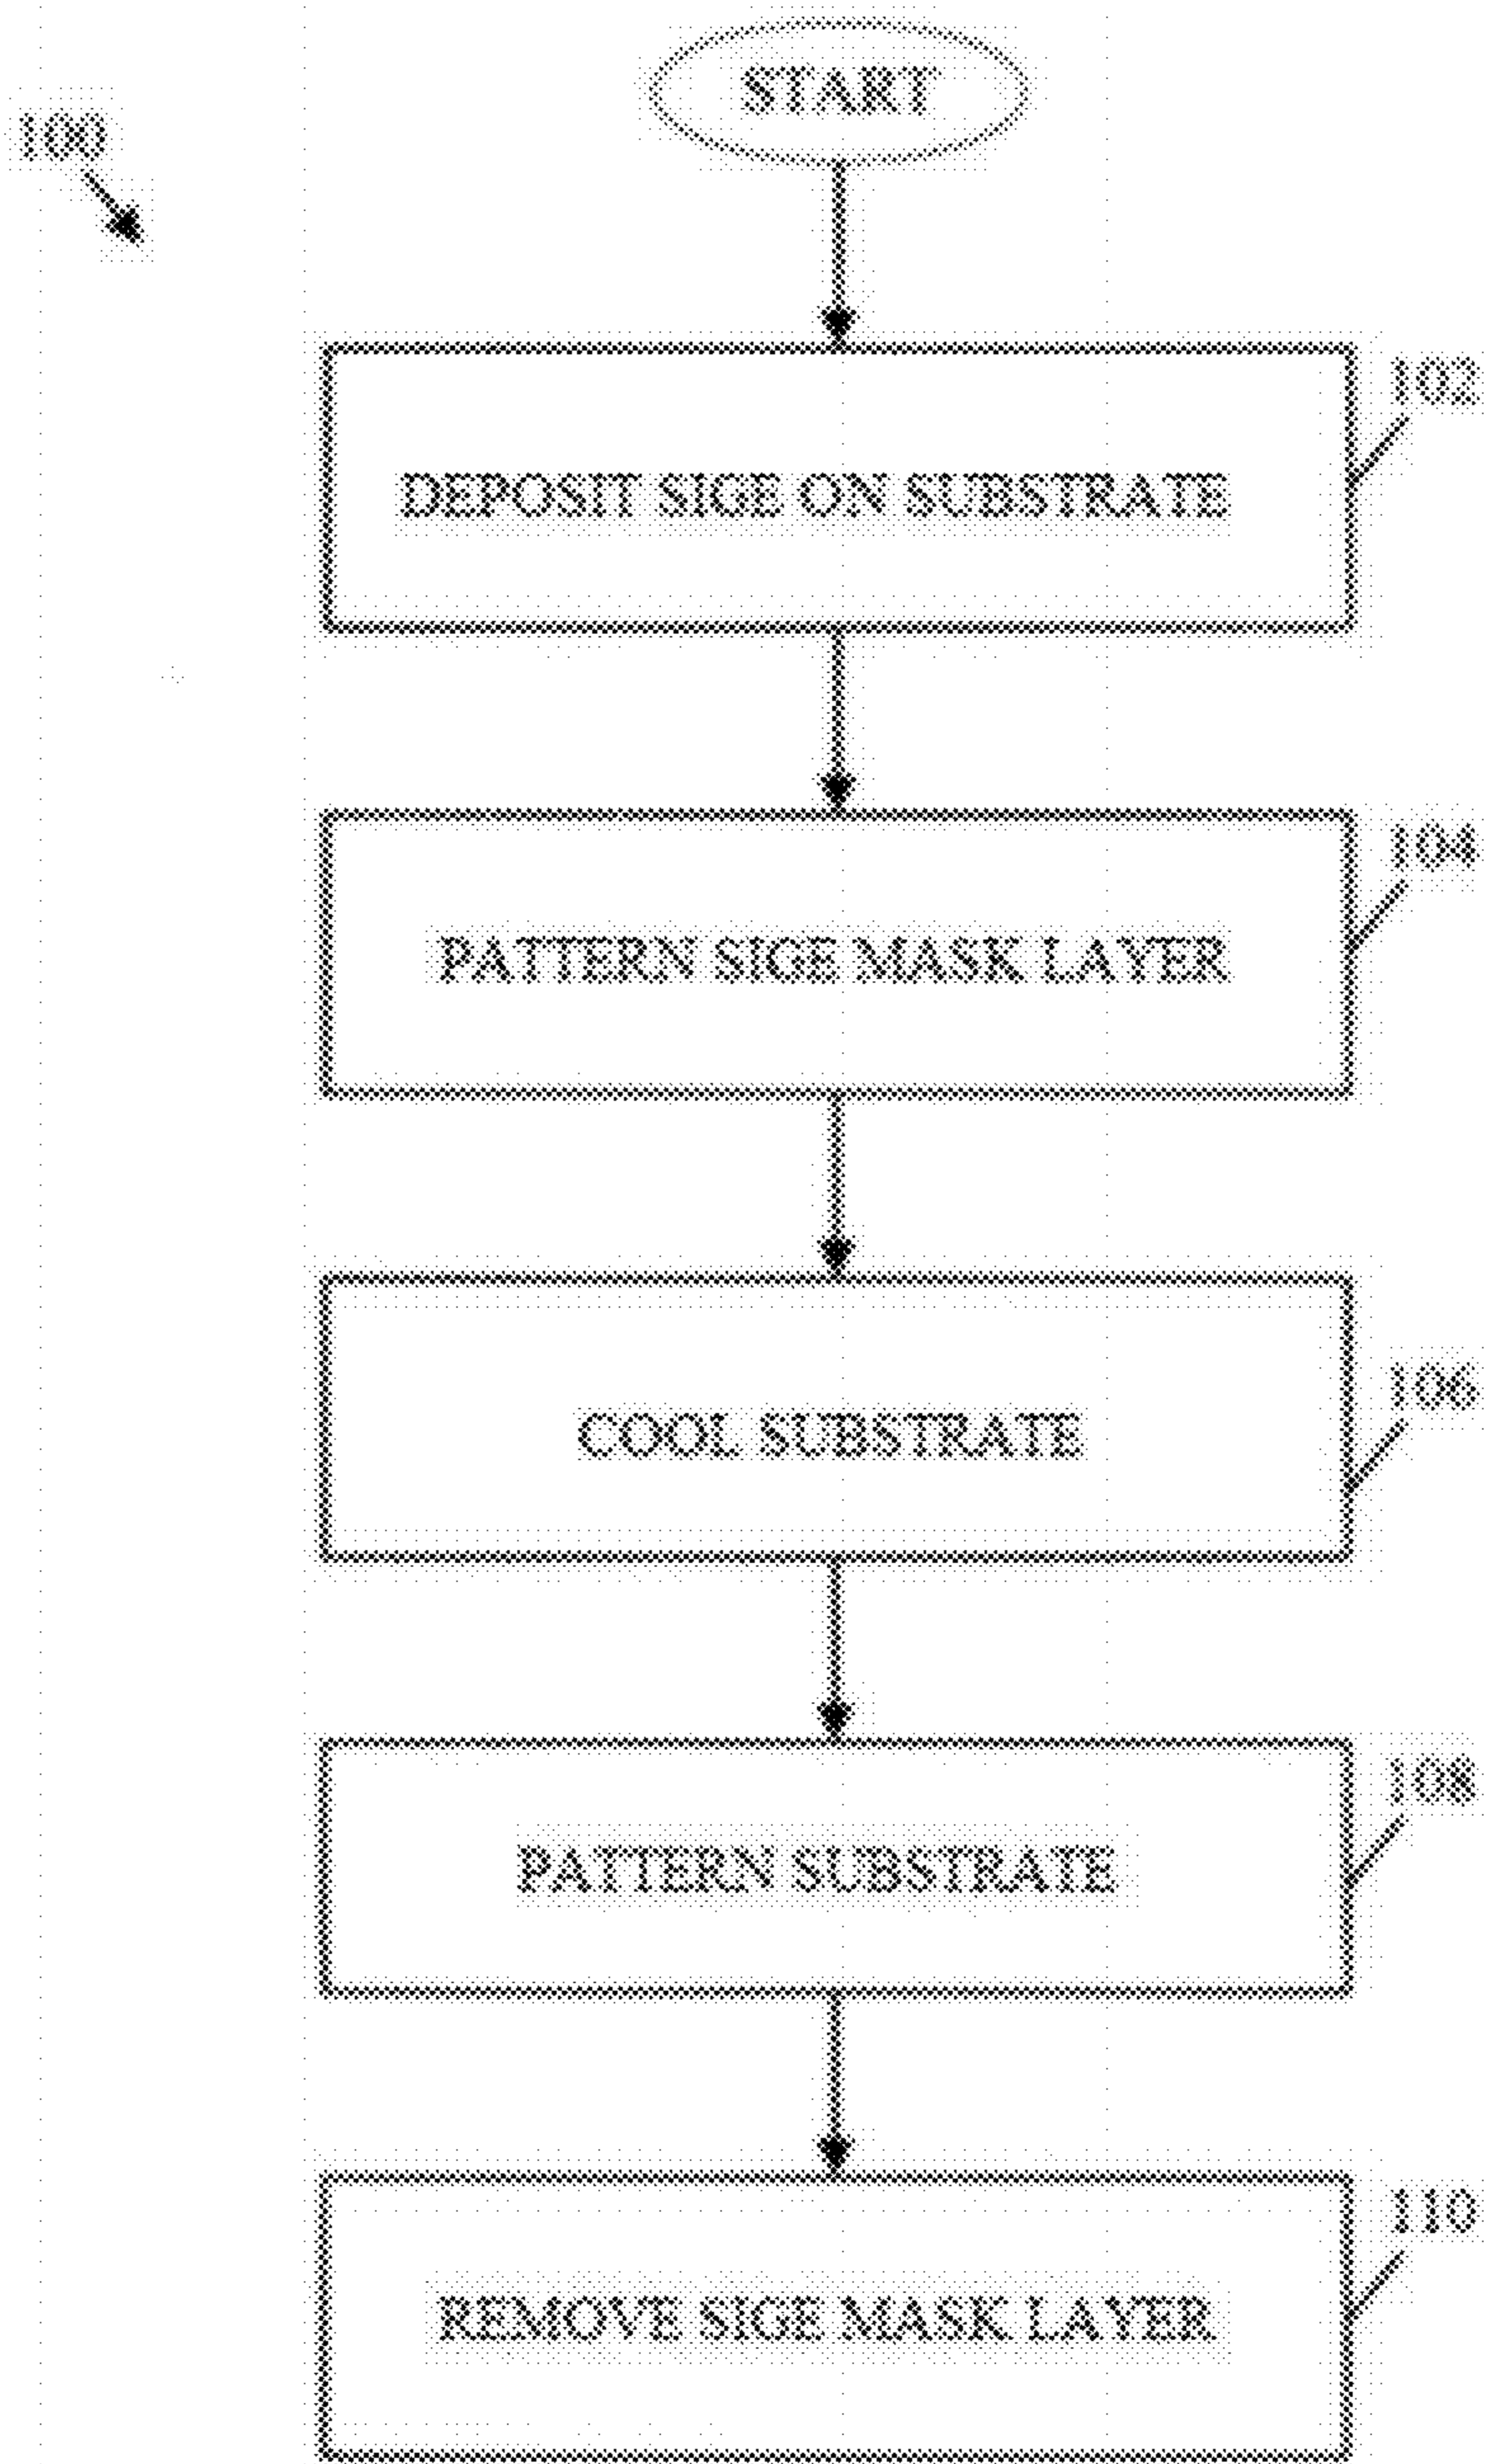 START
100
102
DEPOSIT SIGE ON SUBSTRATE
104
PATTERN SIGE MASK LAYER
106
COOL SUBSTRATE
108
PATTERN SUBSTRATE
110
REMOVE SIGE MASK LAYER